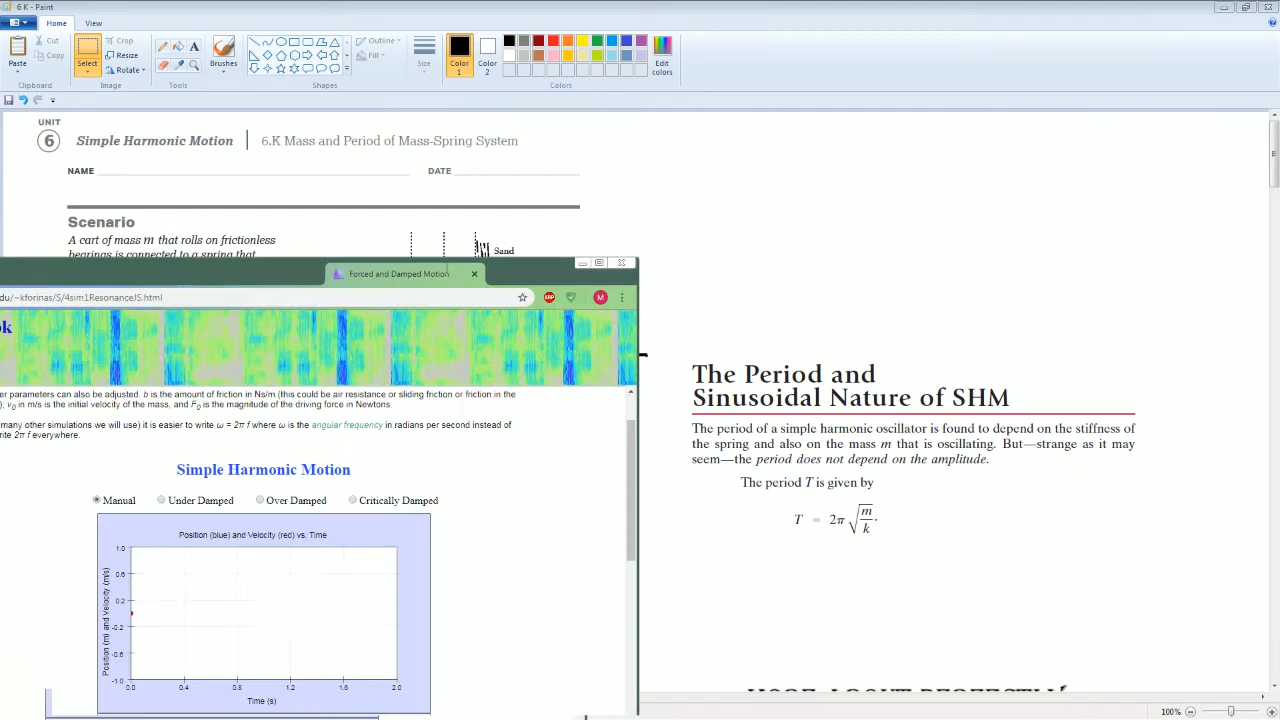 6 K - Paint
Home
View
Paste
Cut
Copy
Clipboard
Select
Crop
Resize
Rotate
Image
Tools
Brushes
Shapes
Outline
Fill
Size
Color
1
Color
2
Edit
colors
Colors
UNIT
6
Simple Harmonic Motion
6.K Mass and Period of Mass-Spring System
NAME
DATE
Scenario
A cart of mass m that rolls on frictionless
bearings is connected to a spring that
Sand
Forced and Damped Motion
du/~kforinas/S/4sim1ResonanceJS.html
M
ok
er parameters can also be adjusted. b is the amount of friction in Ns/m (this could be air resistance or sliding friction or friction in the
); v0 in m/s is the initial velocity of the mass, and F0 is the magnitude of the driving force in Newtons.
many other simulations we will use) it is easier to write ω = 2π f where ω is the angular frequency in radians per second instead of
rite 2π f everywhere.
Simple Harmonic Motion
Manual
Under Damped
Over Damped
Critically Damped
Position (blue) and Velocity (red) vs. Time
Position (m) and Velocity (m/s)
1.0
0.6
0.2
-0.2
-0.6
-1.0
0.0 0.4 0.8 1.2 1.6 2.0
Time (s)
The Period and
Sinusoidal Nature of SHM
The period of a simple harmonic oscillator is found to depend on the stiffness of
the spring and also on the mass m that is oscillating. But—strange as it may
seem—the period does not depend on the amplitude.
The period T is given by
T = 2π √m/k.
100%